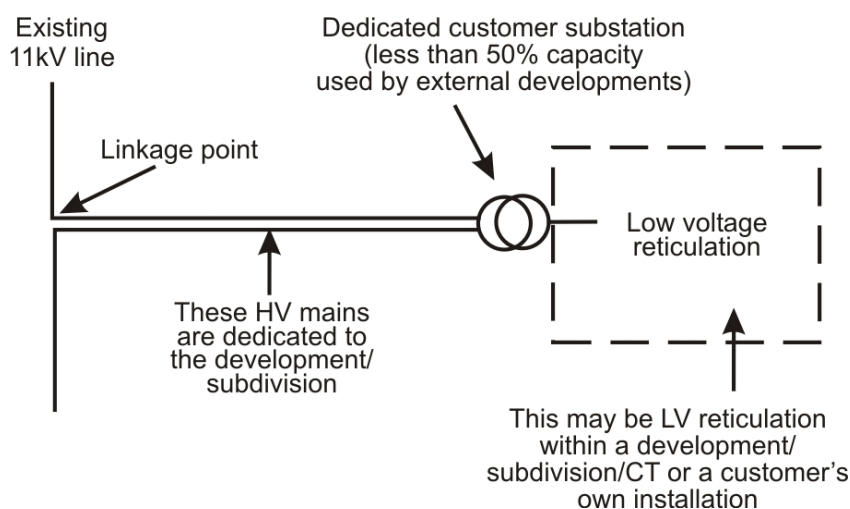 Existing
11kV line
Dedicated customer substation
(less than 50% capacity
used by external developments)
Linkage point
Low voltage
reticulation
These HV mains
are dedicated to
the development/
subdivision
This may be LV reticulation
within a development/
subdivision/CT or a customer's
own installation